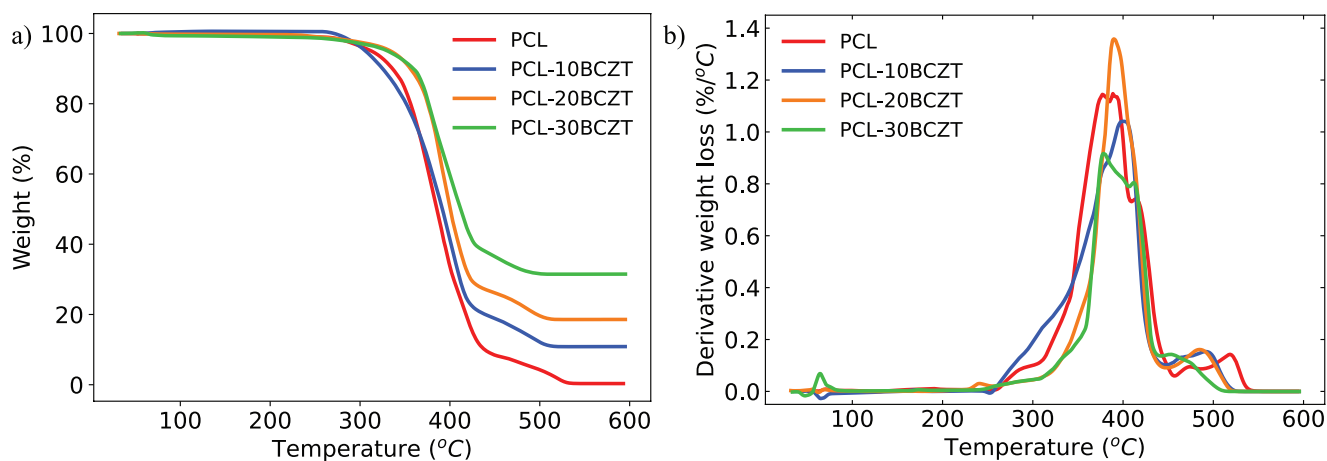 a)
100
80
60
40
20
0
Weight (%)
100 200 300 400 500 600
Temperature (°C)
PCL
PCL-10BCZT
PCL-20BCZT
PCL-30BCZT
b)
1.4
1.2
1.0
0.8
0.6
0.4
0.2
0.0
Derivative weight loss (%/°C)
100 200 300 400 500 600
Temperature (°C)
PCL
PCL-10BCZT
PCL-20BCZT
PCL-30BCZT